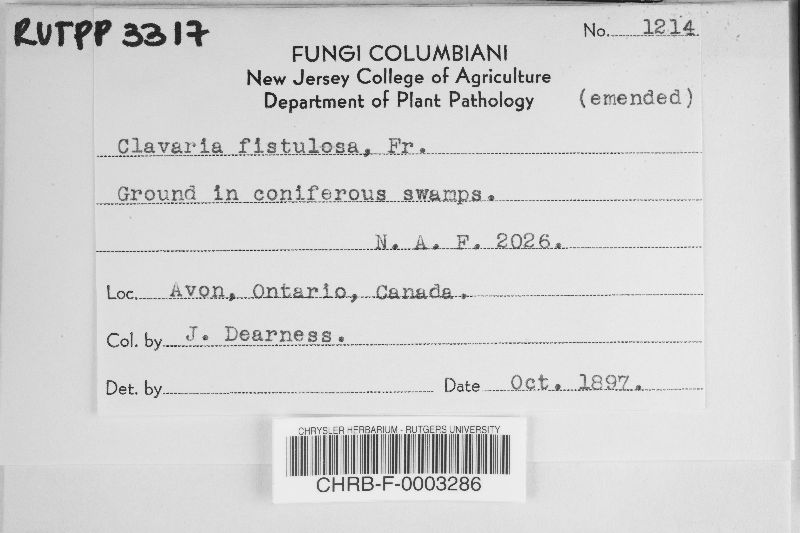 RUTPP 3317
No. 1214
FUNGI COLUMBIANI
New Jersey College of Agriculture
Department of Plant Pathology (emended)
Clavaria fistulosa, Fr.
Ground in coniferous swamps.
N. A. F. 2026.
Loc. Avon, Ontario, Canada.
Col. by J. Dearness.
Det. by
Date Oct. 1897.
CHRYSLER HERBARIUM - RUTGERS UNIVERSITY
CHRB-F-0003286